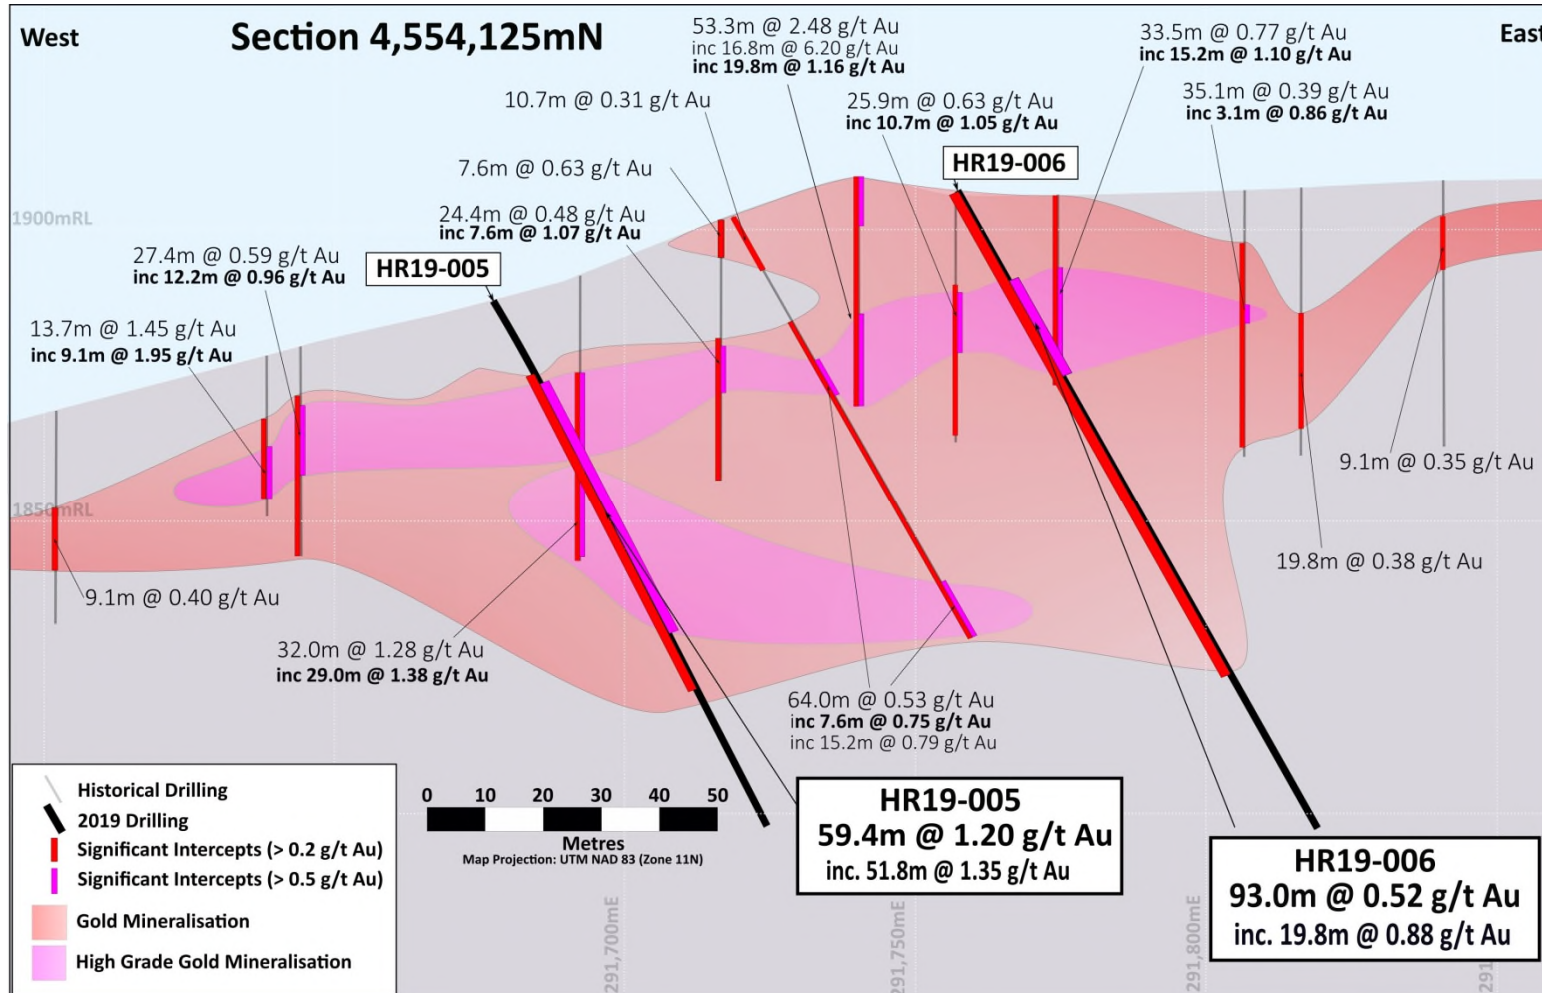 West
Section 4,554,125mN
East
53.3m @ 2.48 g/t Au
inc 16.8m @ 6.20 g/t Au
inc 19.8m @ 1.16 g/t Au
33.5m @ 0.77 g/t Au
inc 15.2m @ 1.10 g/t Au
10.7m @ 0.31 g/t Au
25.9m @ 0.63 g/t Au
inc 10.7m @ 1.05 g/t Au
35.1m @ 0.39 g/t Au
inc 3.1m @ 0.86 g/t Au
7.6m @ 0.63 g/t Au
HR19-006
1900mRL
24.4m @ 0.48 g/t Au
inc 7.6m @ 1.07 g/t Au
27.4m @ 0.59 g/t Au
inc 12.2m @ 0.96 g/t Au
HR19-005
13.7m @ 1.45 g/t Au
inc 9.1m @ 1.95 g/t Au
9.1m @ 0.35 g/t Au
1850mRL
19.8m @ 0.38 g/t Au
9.1m @ 0.40 g/t Au
32.0m @ 1.28 g/t Au
inc 29.0m @ 1.38 g/t Au
64.0m @ 0.53 g/t Au
inc 7.6m @ 0.75 g/t Au
inc 15.2m @ 0.79 g/t Au
Historical Drilling
2019 Drilling
Significant Intercepts (> 0.2 g/t Au)
Significant Intercepts (> 0.5 g/t Au)
Gold Mineralisation
High Grade Gold Mineralisation
0 10 20 30 40 50
Metres
Map Projection: UTM NAD 83 (Zone 11N)
HR19-005
59.4m @ 1.20 g/t Au
inc. 51.8m @ 1.35 g/t Au
HR19-006
93.0m @ 0.52 g/t Au
inc. 19.8m @ 0.88 g/t Au
291,700mE
291,750mE
291,800mE